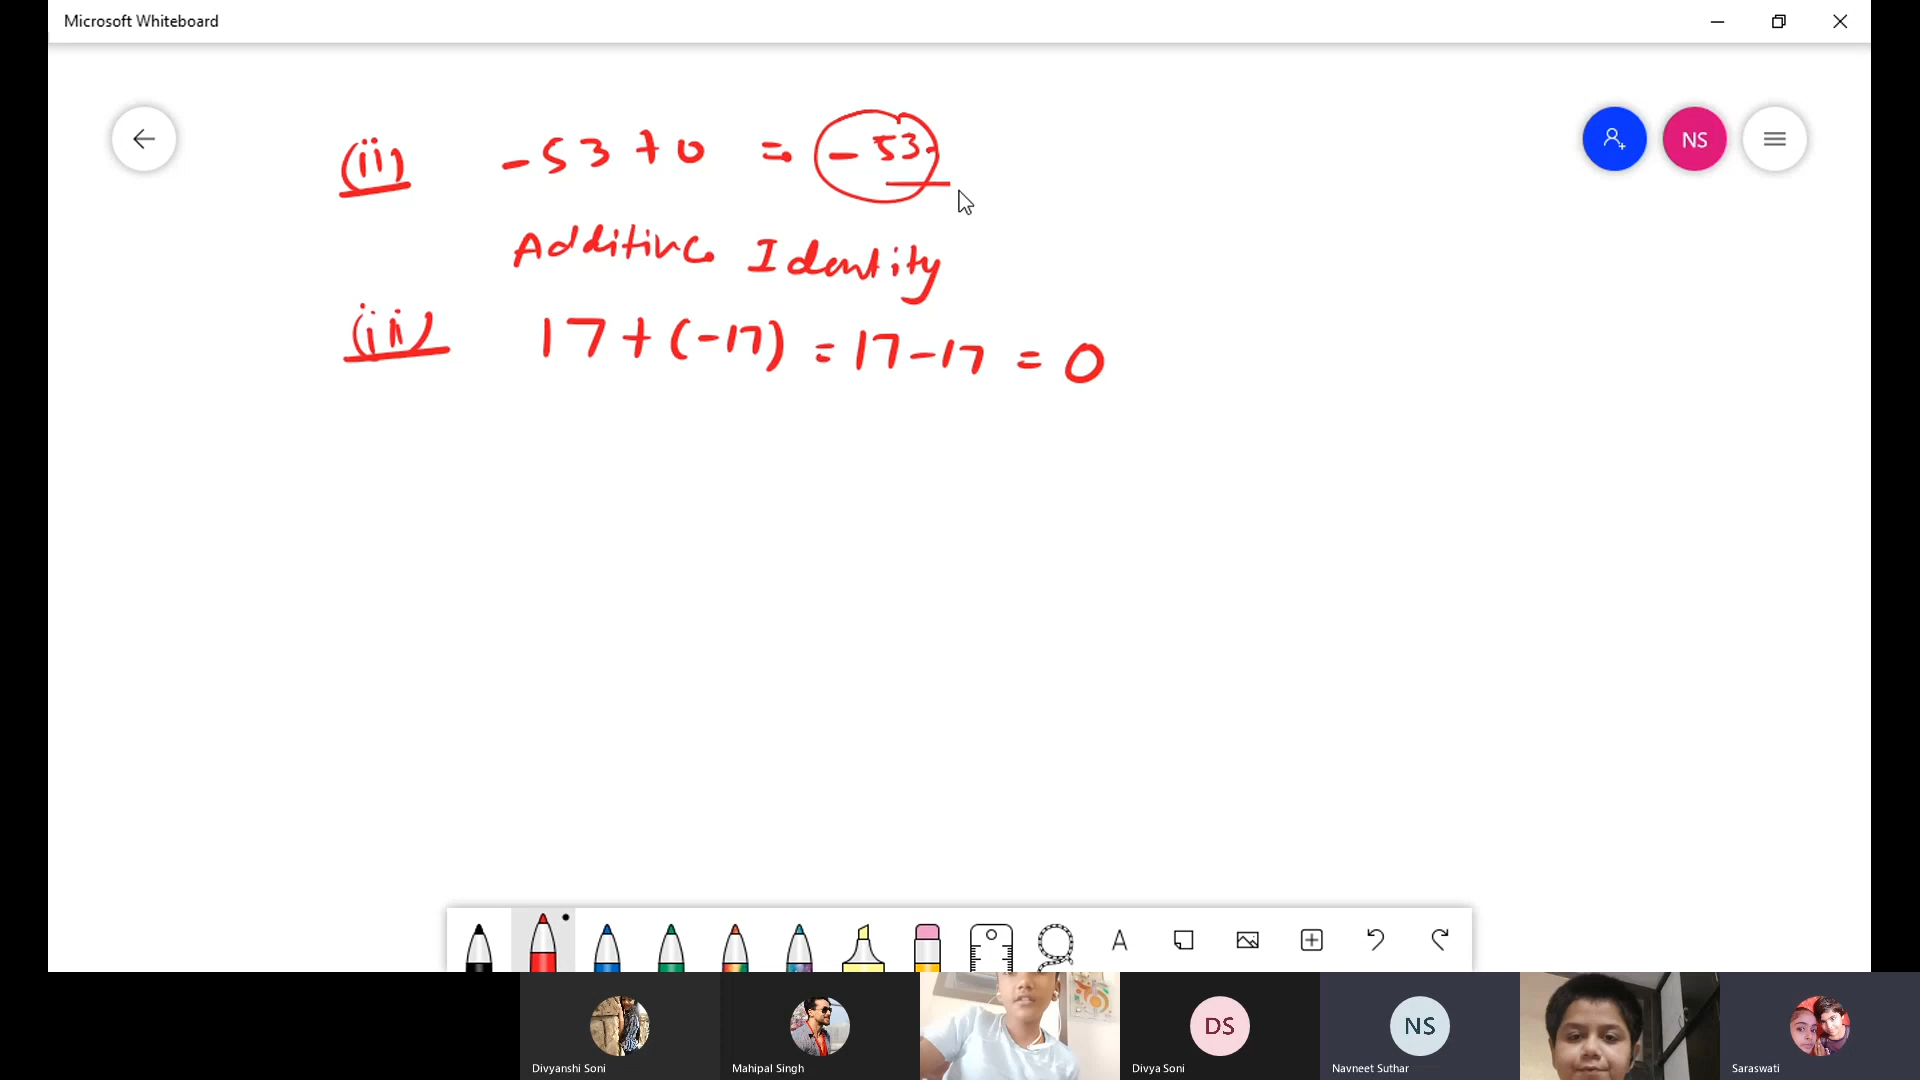 Microsoft Whiteboard
(ii) -53 + 0 = -53
NS
Additive Identity
(iii) 17 + (-17) = 17 - 17 = 0
A
DS
NS
Divyanshi Soni
Mahipal Singh
Divya Soni
Navneet Suthar
Saraswati